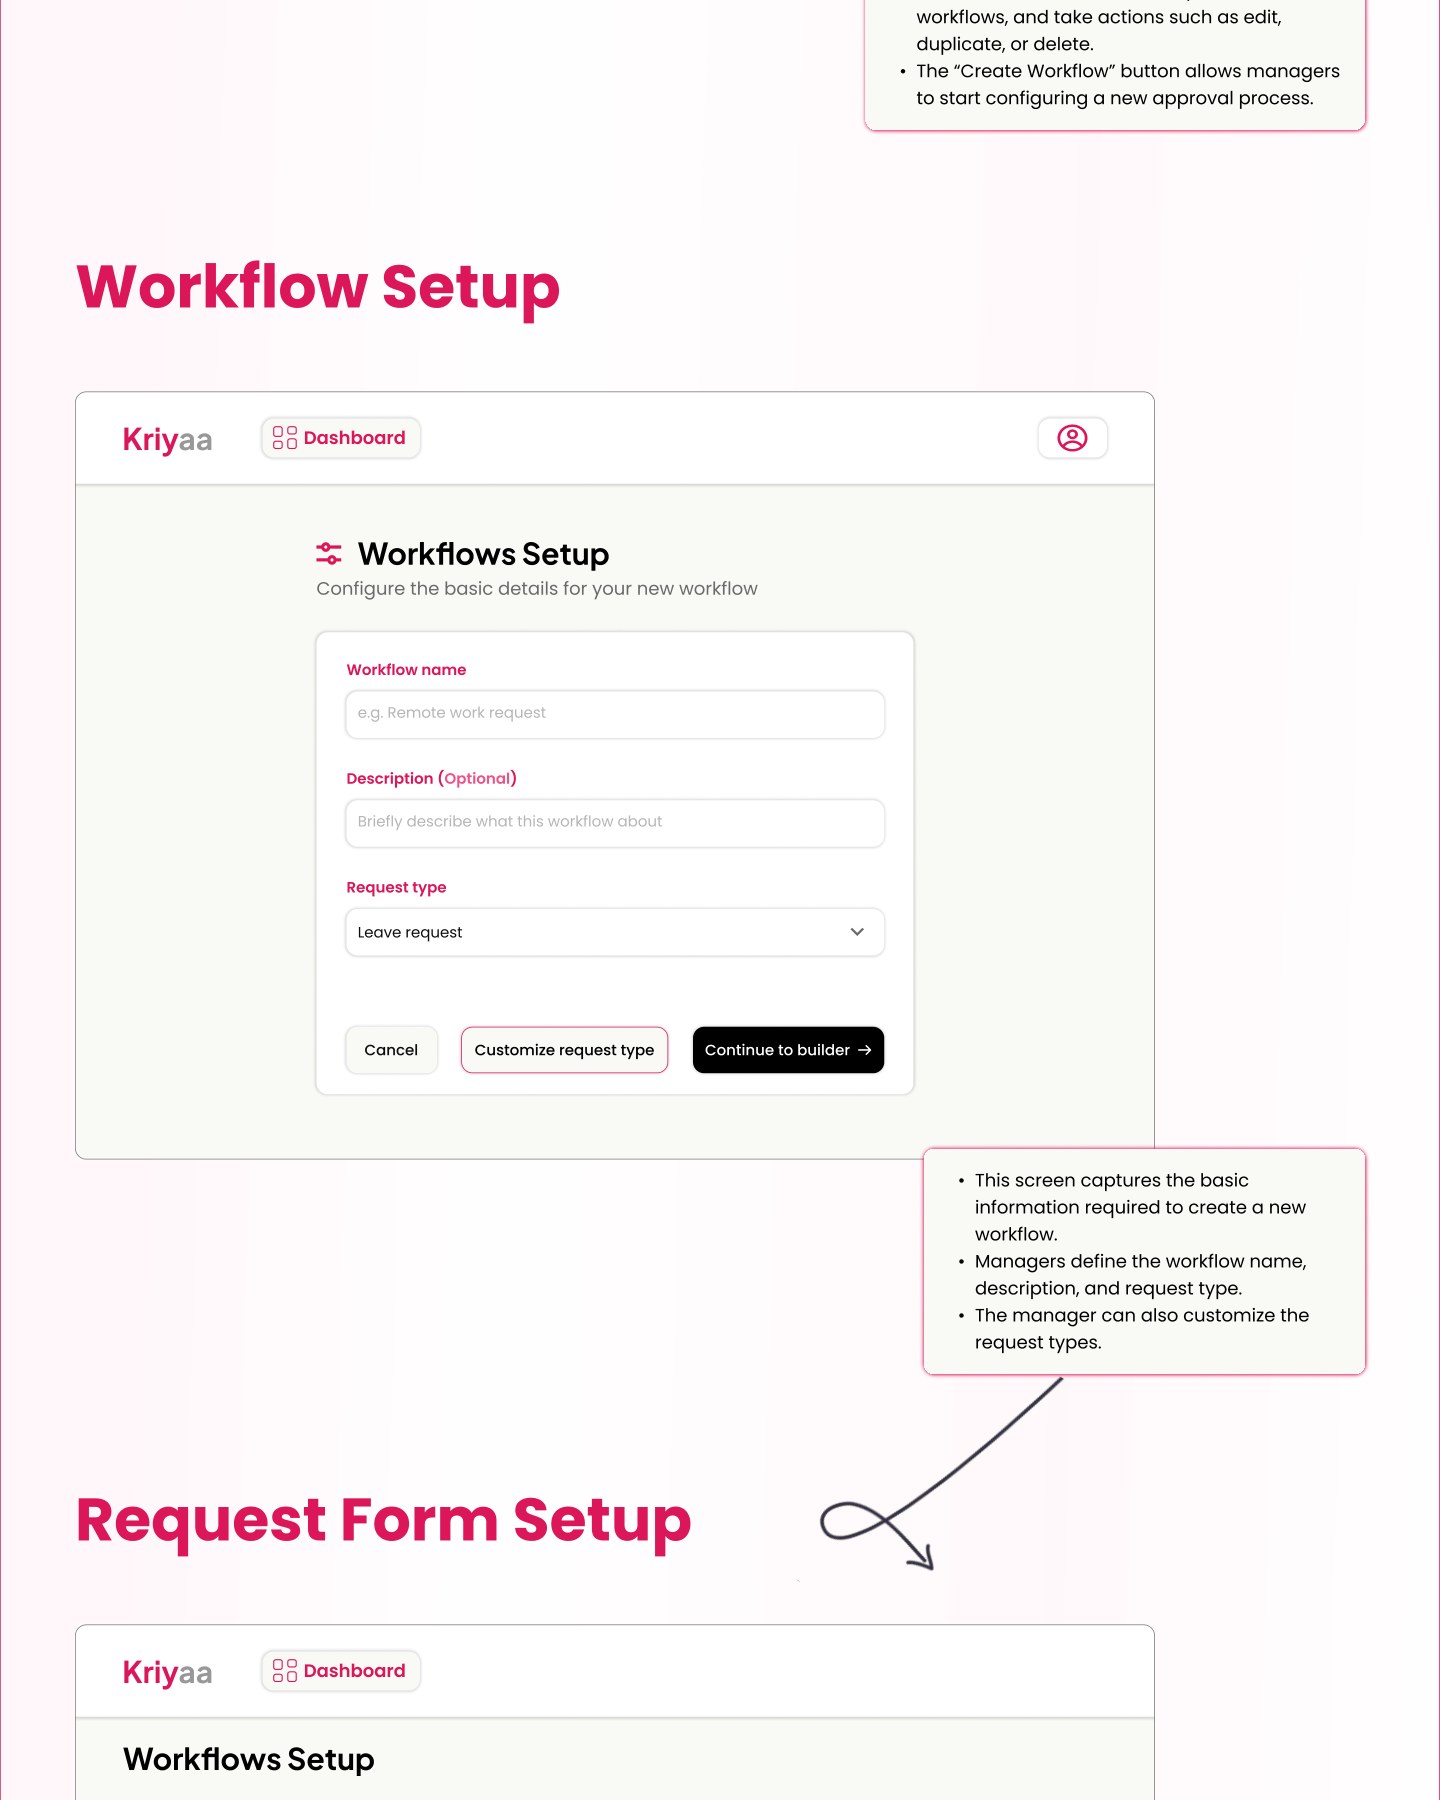 workflows, and take actions such as edit,
duplicate, or delete.
• The “Create Workflow” button allows managers
to start configuring a new approval process.
Workflow Setup
Kriyaa
Dashboard
Workflows Setup
Configure the basic details for your new workflow
Workflow name
e.g. Remote work request
Description (Optional)
Briefly describe what this workflow about
Request type
Leave request
Cancel
Customize request type
Continue to builder →
• This screen captures the basic
information required to create a new
workflow.
• Managers define the workflow name,
description, and request type.
• The manager can also customize the
request types.
Request Form Setup
Kriyaa
Dashboard
Workflows Setup